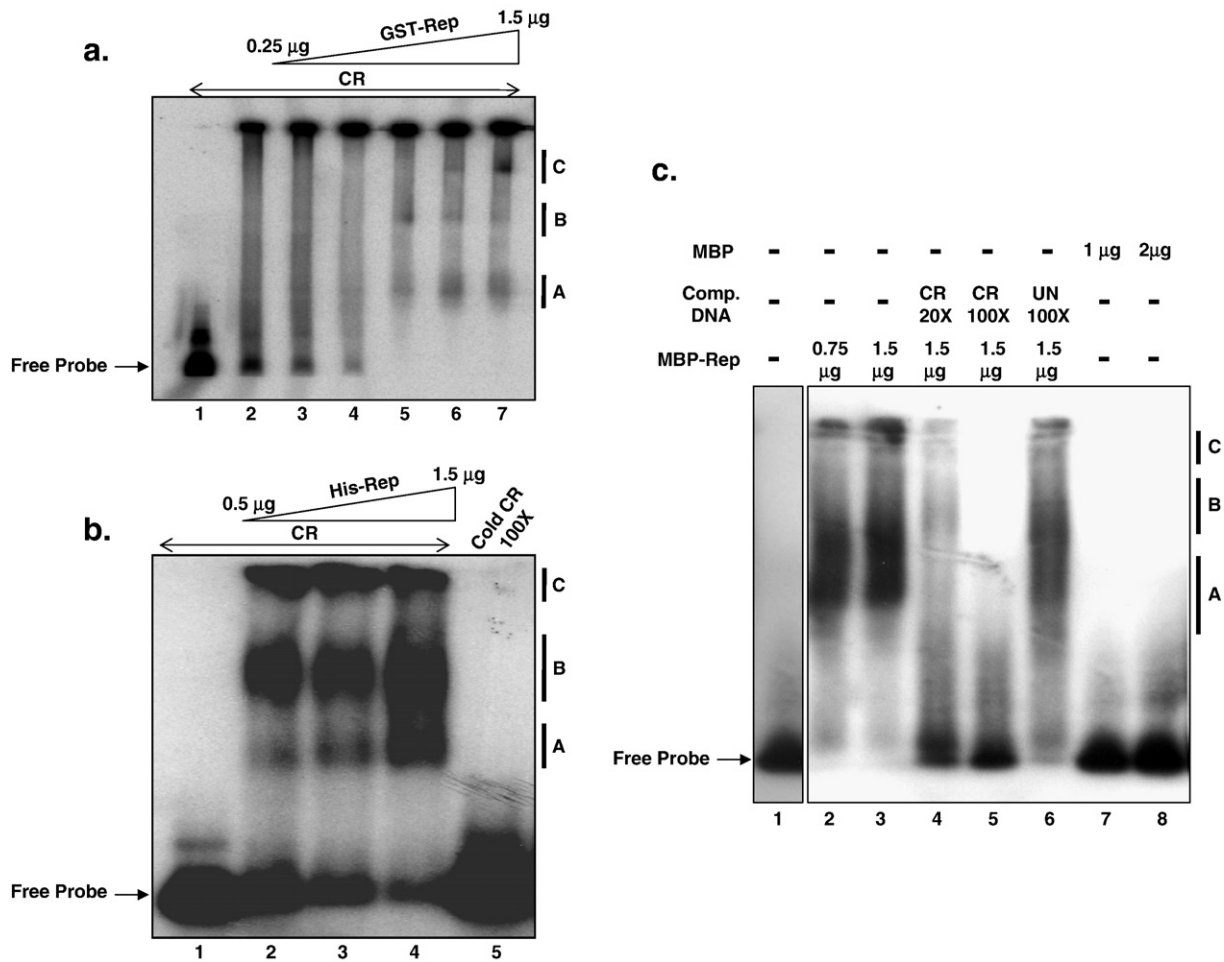 a.
0.25 µg GST-Rep 1.5 µg
CR
C
B
A
Free Probe
1 2 3 4 5 6 7
b.
0.5 µg His-Rep 1.5 µg
CR
Cold CR
100X
C
B
A
Free Probe
1 2 3 4 5
c.
MBP - - - - - - 1 µg 2µg
Comp. DNA - - - CR 20X CR 100X UN 100X - -
MBP-Rep - 0.75 µg 1.5 µg 1.5 µg 1.5 µg 1.5 µg - -
C
B
A
Free Probe
1 2 3 4 5 6 7 8